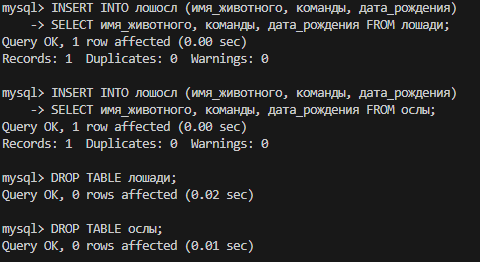 mysql> INSERT INTO лошосл (имя_животного, команды, дата_рождения)
-> SELECT имя_животного, команды, дата_рождения FROM лошади;
Query OK, 1 row affected (0.00 sec)
Records: 1  Duplicates: 0  Warnings: 0
mysql> INSERT INTO лошосл (имя_животного, команды, дата_рождения)
-> SELECT имя_животного, команды, дата_рождения FROM ослы;
Query OK, 1 row affected (0.00 sec)
Records: 1  Duplicates: 0  Warnings: 0
mysql> DROP TABLE лошади;
Query OK, 0 rows affected (0.02 sec)
mysql> DROP TABLE ослы;
Query OK, 0 rows affected (0.01 sec)